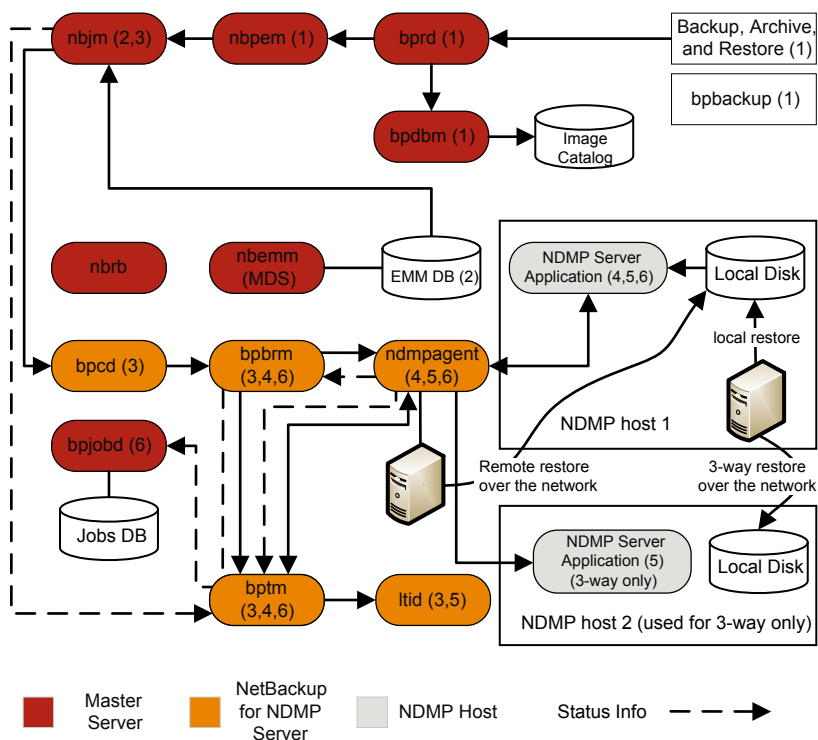 nbjm (2,3)
nbpem (1)
bprd (1)
Backup, Archive,
and Restore (1)
bpbackup (1)
bpdbm (1)
Image
Catalog
nbrb
nbemm
(MDS)
EMM DB (2)
NDMP Server
Application (4,5,6)
Local Disk
local restore
NDMP host 1
bpcd (3)
bpbrm
(3,4,6)
ndmpagent
(4,5,6)
bpjobd (6)
Jobs DB
Remote restore
over the network
3-way restore
over the network
NDMP Server
Application (5)
(3-way only)
Local Disk
NDMP host 2 (used for 3-way only)
bptm
(3,4,6)
ltid (3,5)
Master
Server
NetBackup
for NDMP
Server
NDMP Host
Status Info